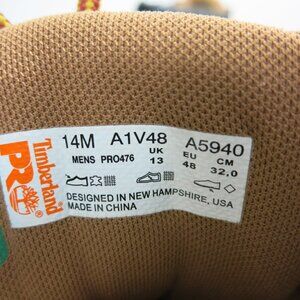 Timberland
PRO
14M A1V48 A5940
MENS PRO476 UK EU CM
13 48 32,0
DESIGNED IN NEW HAMPSHIRE, USA
MADE IN CHINA